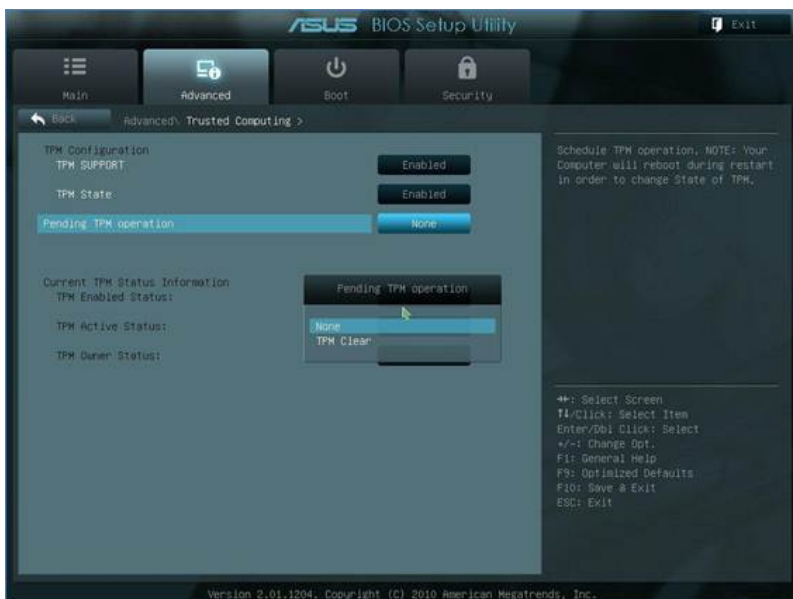 ASUS BIOS Setup Utility
Exit
Main
Advanced
Boot
Security
Back
Advanced\ Trusted Computing >
TPM Configuration
TPM SUPPORT Enabled
TPM State Enabled
Pending TPM operation None
Current TPM Status Information
TPM Enabled Status:
TPM Active Status:
TPM Owner Status:
Pending TPM operation
None
TPM Clear
Schedule TPM operation. NOTE: Your
Computer will reboot during restart
in order to change State of TPM.
→←: Select Screen
↑↓/Click: Select Item
Enter/Dbl Click: Select
+/-: Change Opt.
F1: General Help
F9: Optimized Defaults
F10: Save & Exit
ESC: Exit
Version 2.01.1204. Copyright (C) 2010 American Megatrends, Inc.